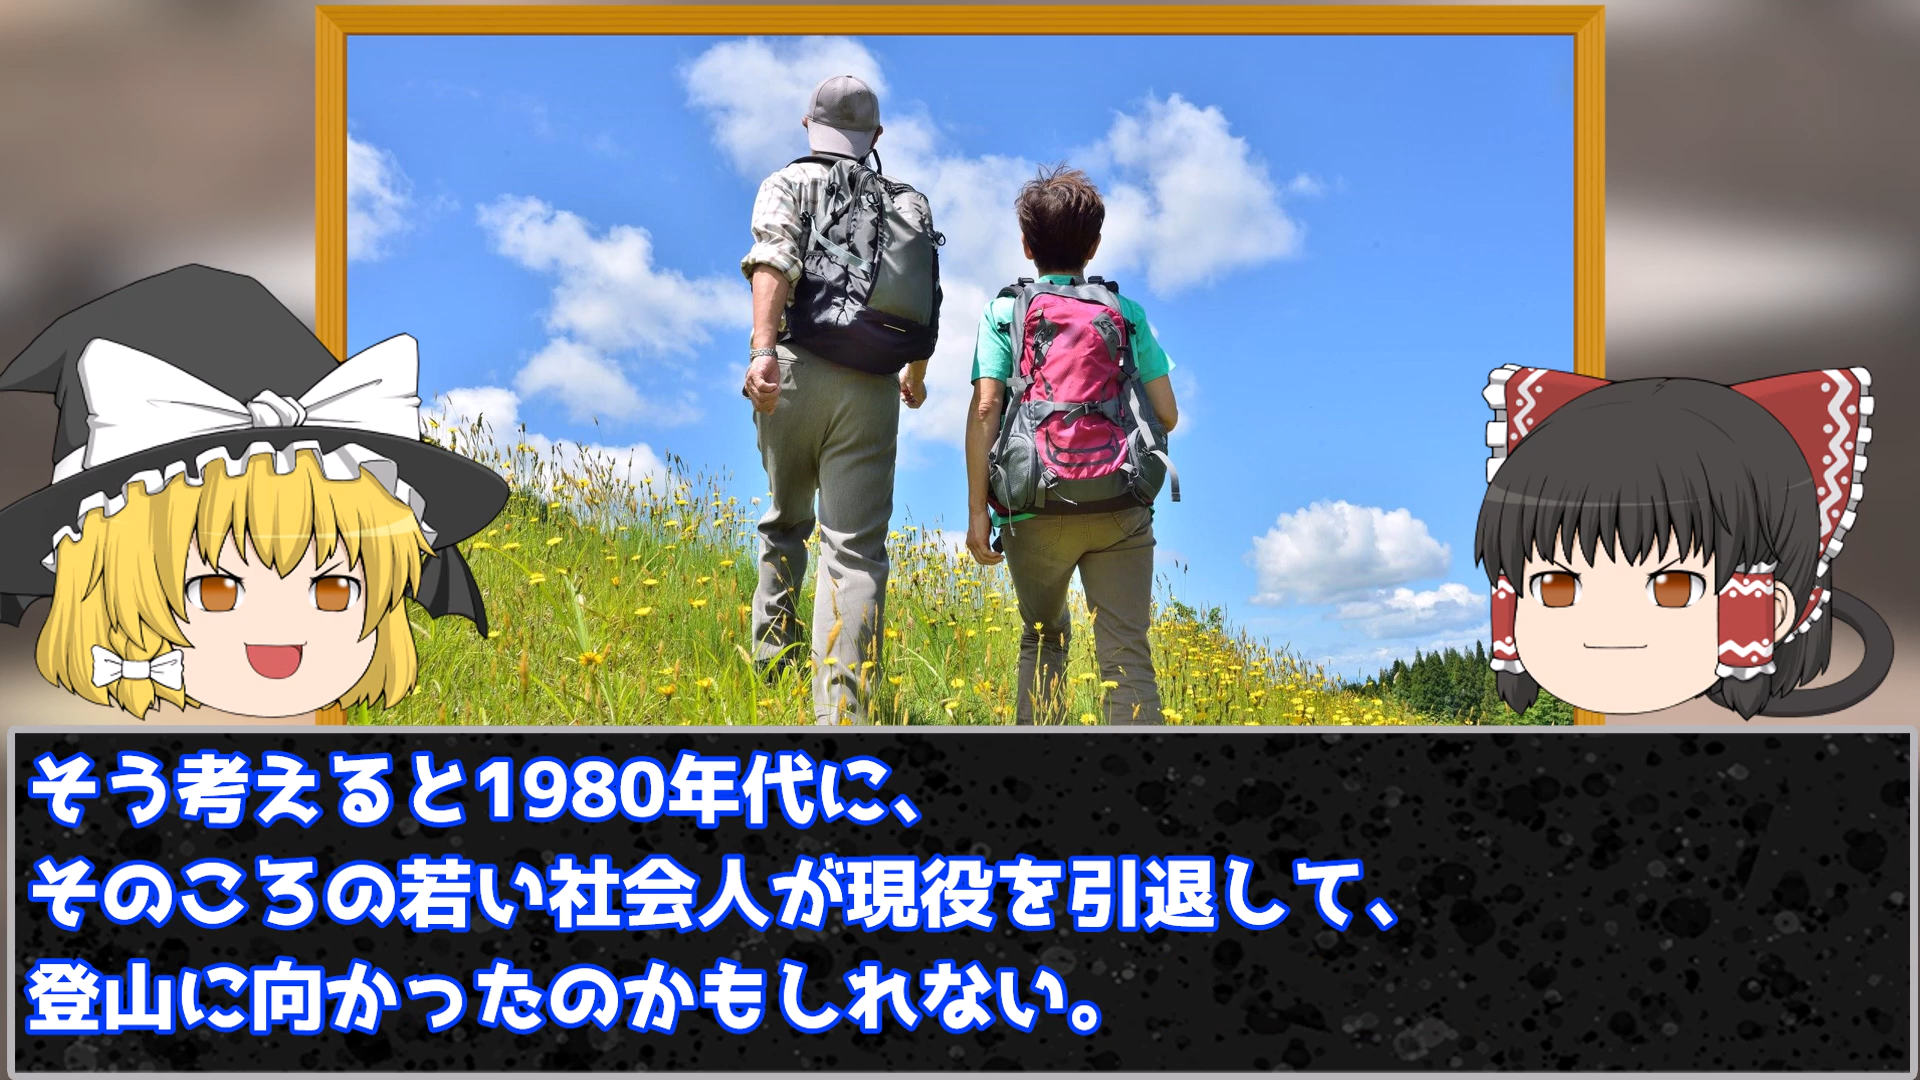 そう考えると1980年代に、
そのころの若い社会人が現役を引退して、
登山に向かったのかもしれない。